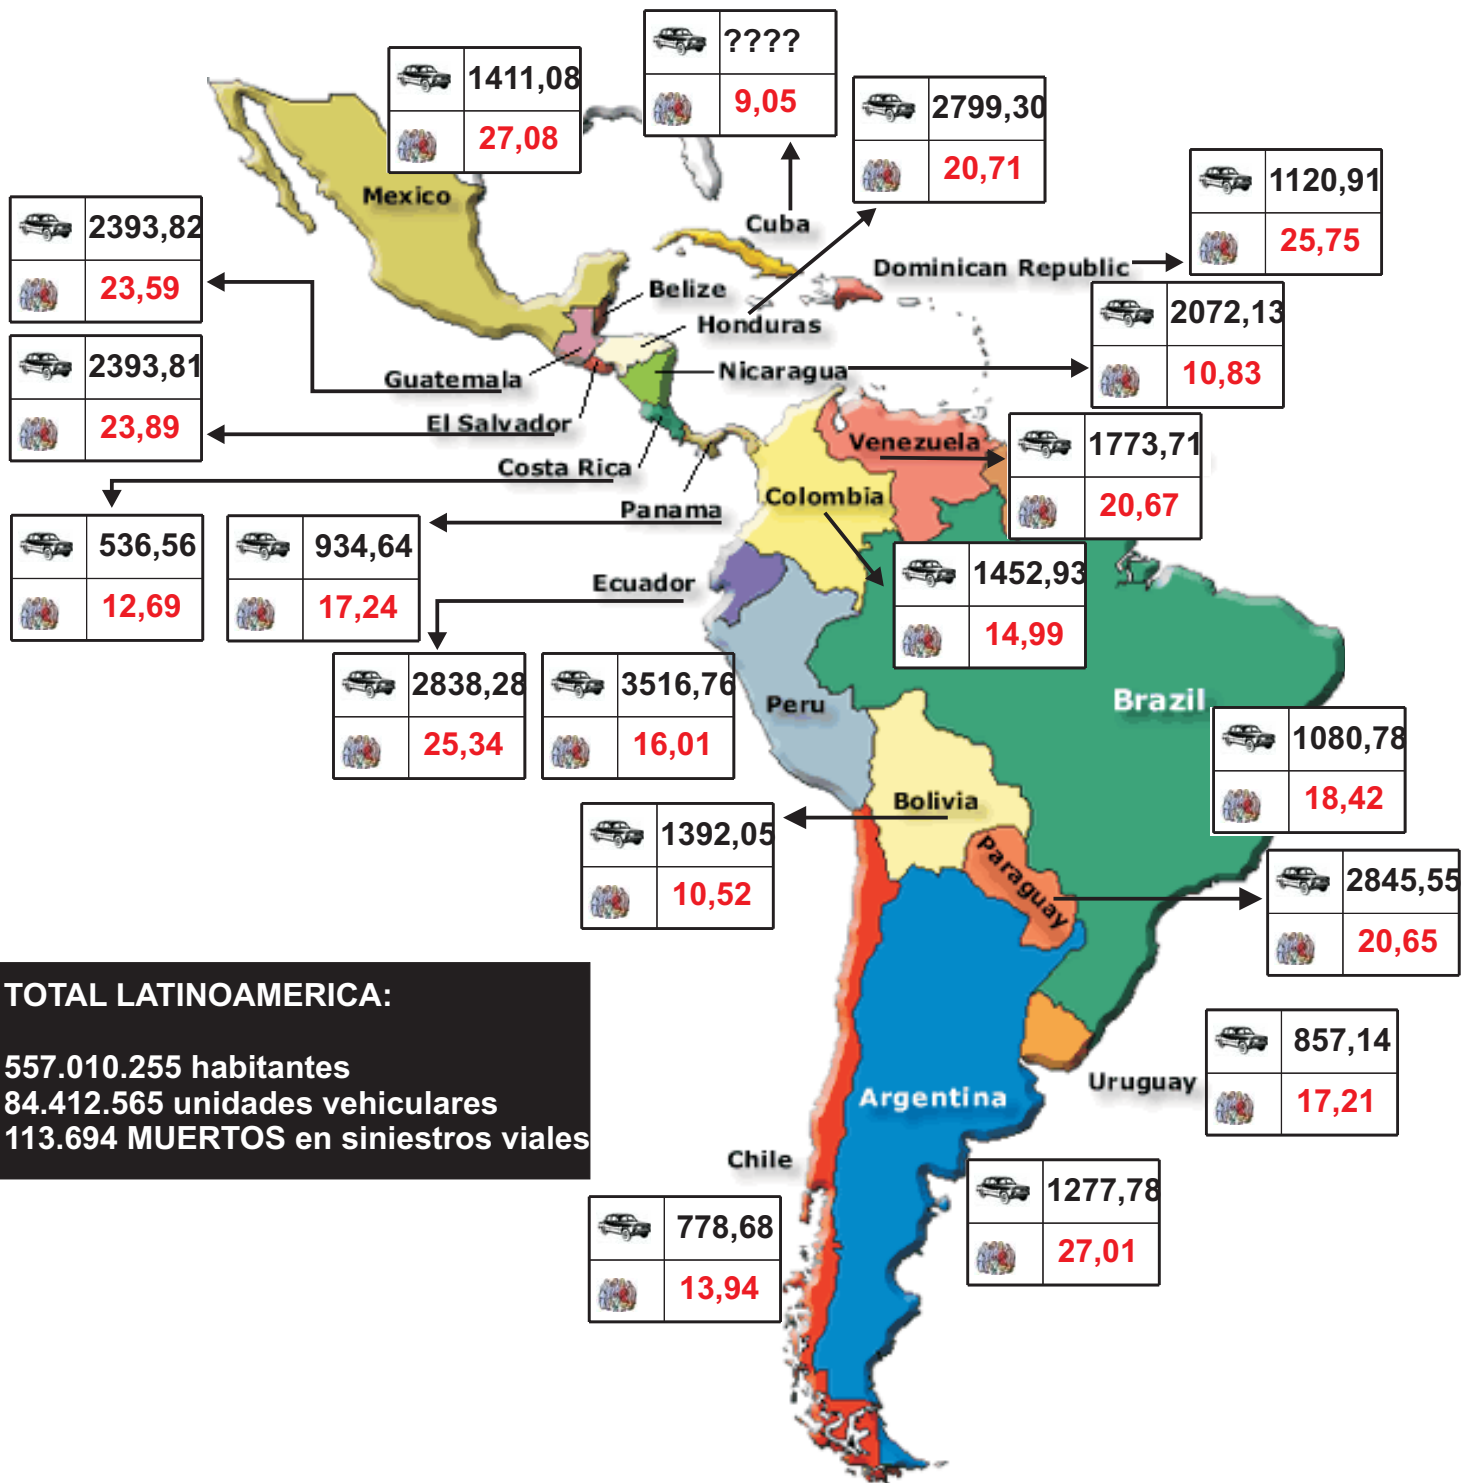 ????
9,05
1411,08
27,08
2799,30
20,71
Mexico
1120,91
25,75
Cuba
2393,82
23,59
Dominican Republic
Belize
2072,13
10,83
Honduras
2393,81
23,89
Guatemala
Nicaragua
El Salvador
Venezuela
1773,71
20,67
Costa Rica
Colombia
Panama
536,56
12,69
934,64
17,24
1452,93
14,99
Ecuador
2838,28
25,34
3516,76
16,01
Peru
Brazil
1080,78
18,42
Bolivia
1392,05
10,52
Paraguay
2845,55
20,65
TOTAL LATINOAMERICA:
557.010.255 habitantes
84.412.565 unidades vehiculares
113.694 MUERTOS en siniestros viales
857,14
17,21
Uruguay
Argentina
Chile
1277,78
27,01
778,68
13,94